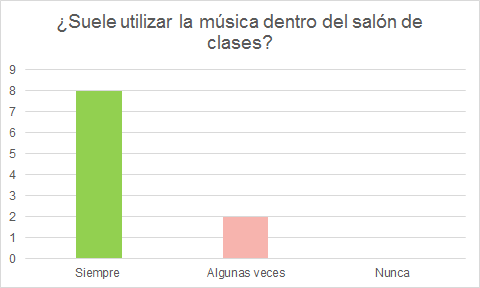 ¿Suele utilizar la música dentro del salón de
clases?
9
8
7
6
5
4
3
2
1
0
Siempre
Algunas veces
Nunca